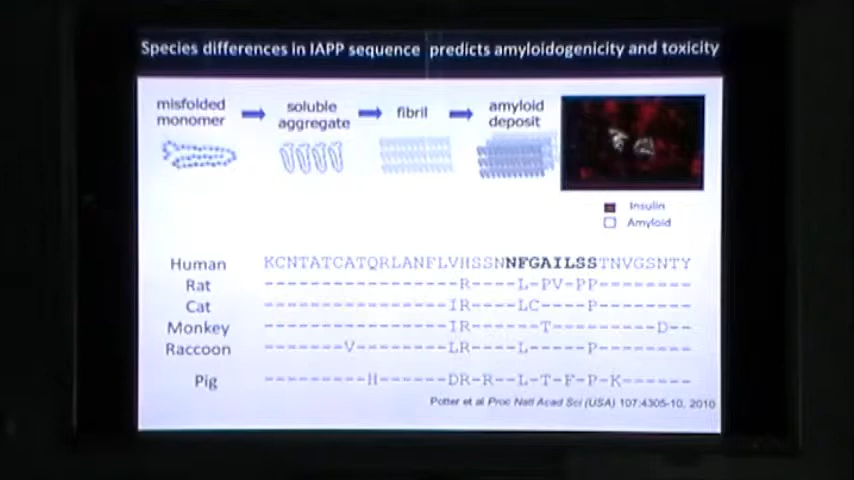 Species differences in IAPP sequence predicts amyloidogenicity and toxicity
misfolded monomer
soluble aggregate
fibril
amyloid deposit
Insulin
Amyloid
Human KCNTATCATQRLANFLVHSSNNFGAILSSTNVGSNTY
Rat -----------------R----L-PV-PP--------
Cat ----------------IR----LC----P--------
Monkey ----------------IR------T---------D--
Raccoon -------V--------LR----L-----P--------
Pig ---------H------DR-R--L-T-F-P-K------
Potter et al Proc Natl Acad Sci (USA) 107:4305-10, 2010